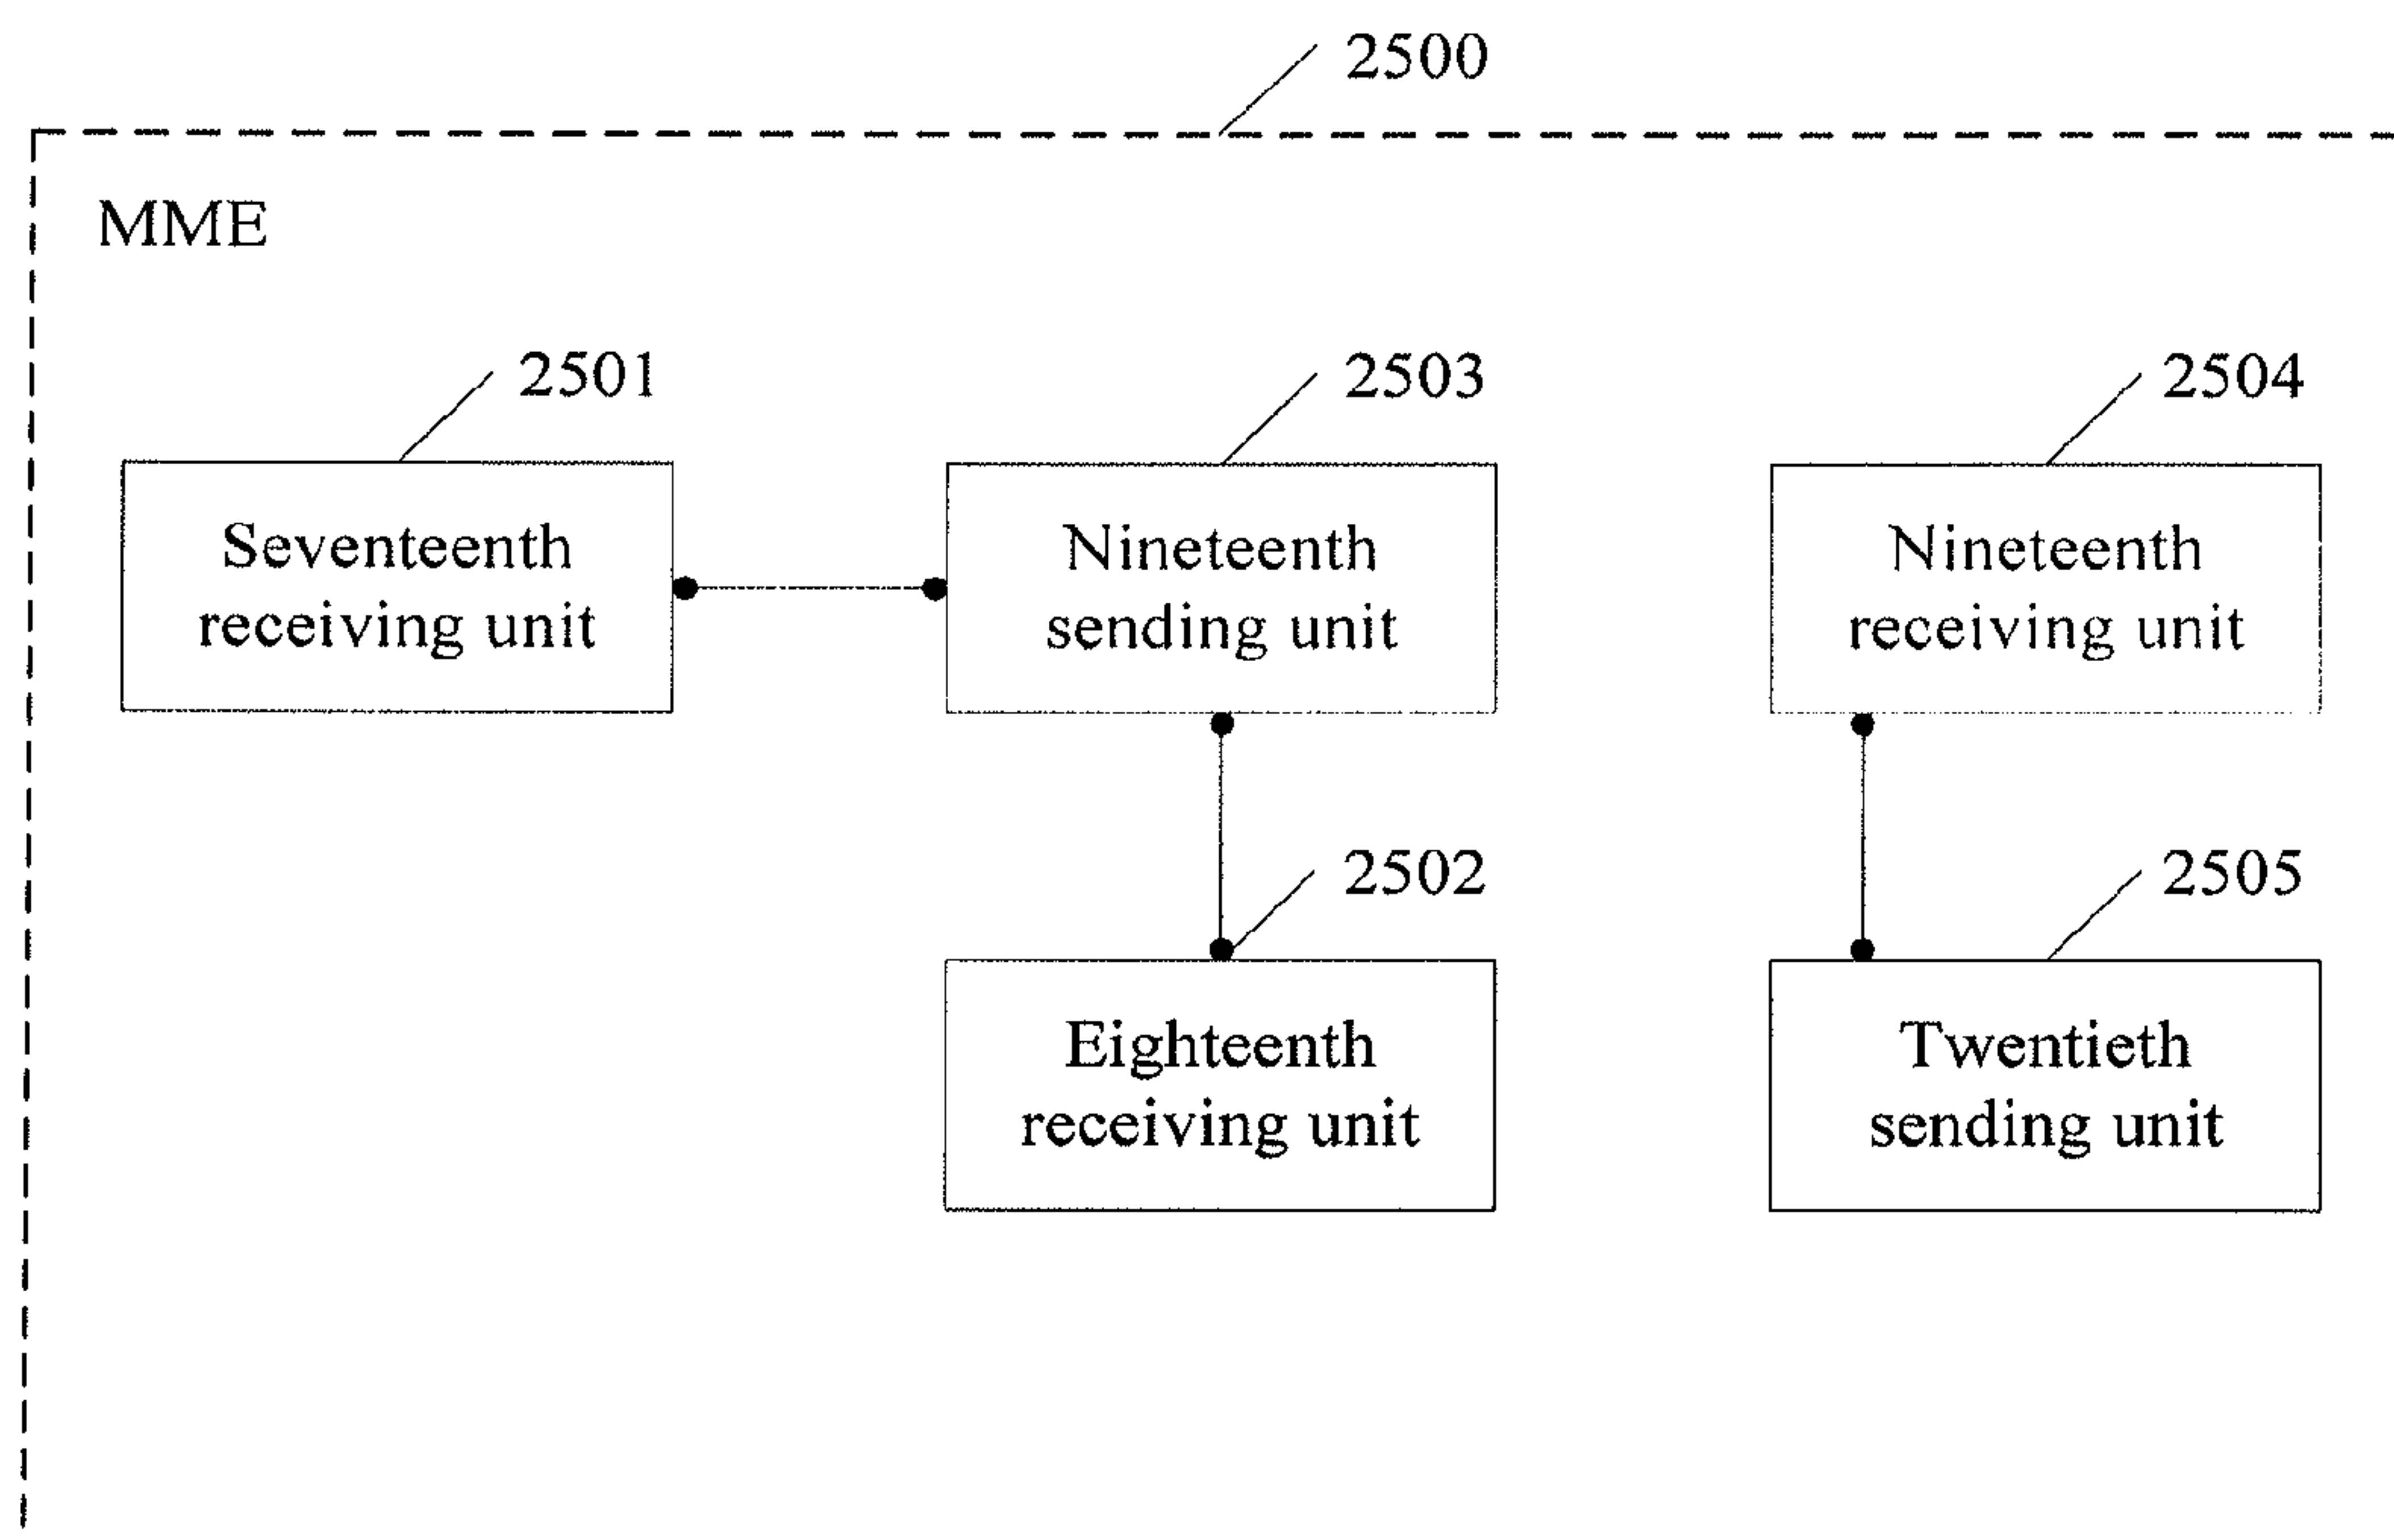 2500
MME
2501
2503
2504
Seventeenth
receiving unit
Nineteenth
sending unit
Nineteenth
receiving unit
2502
2505
Eighteenth
receiving unit
Twentieth
sending unit